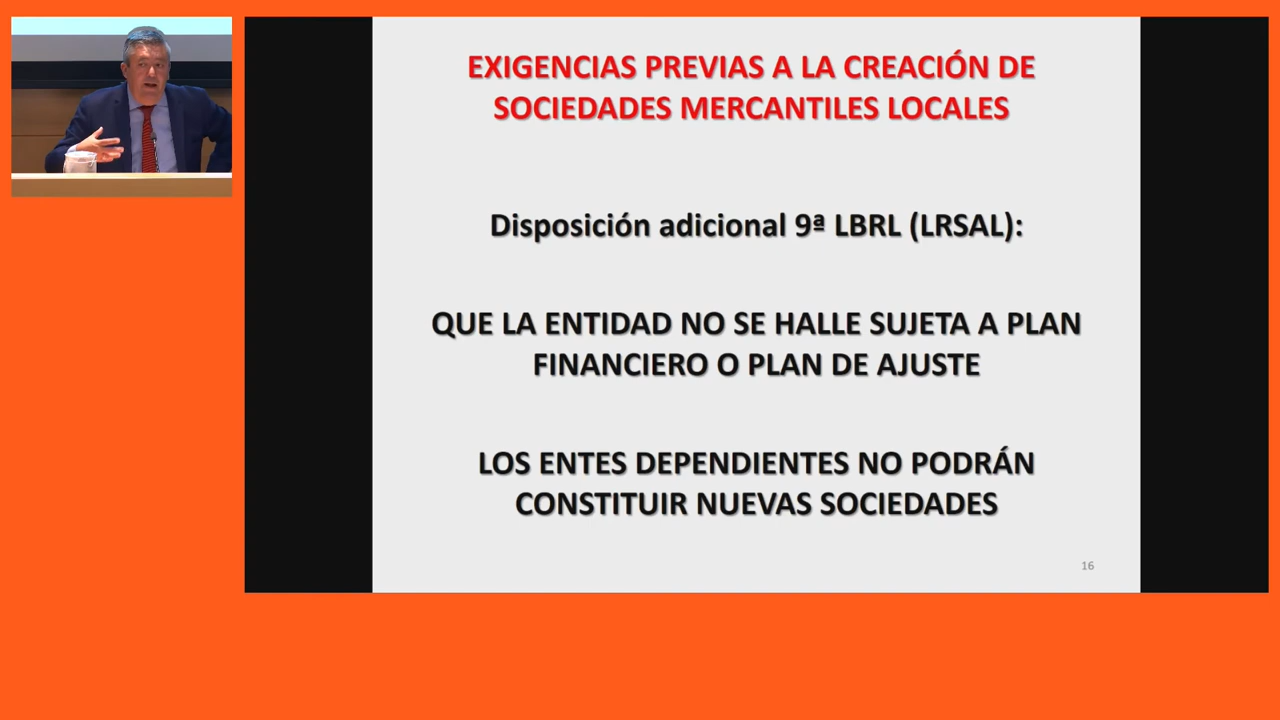 EXIGENCIAS PREVIAS A LA CREACIÓN DE
SOCIEDADES MERCANTILES LOCALES
Disposición adicional 9ª LBRL (LRSAL):
QUE LA ENTIDAD NO SE HALLE SUJETA A PLAN
FINANCIERO O PLAN DE AJUSTE
LOS ENTES DEPENDIENTES NO PODRÁN
CONSTITUIR NUEVAS SOCIEDADES
16